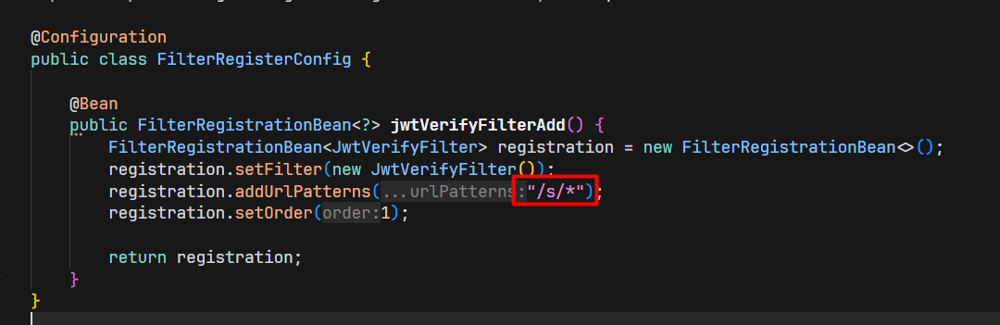 @Configuration
public class FilterRegisterConfig {
@Bean
public FilterRegistrationBean<?> jwtVerifyFilterAdd() {
FilterRegistrationBean<JwtVerifyFilter> registration = new FilterRegistrationBean<>();
registration.setFilter(new JwtVerifyFilter());
registration.addUrlPatterns(...urlPatterns:"/s/*");
registration.setOrder(order:1);
return registration;
}
}